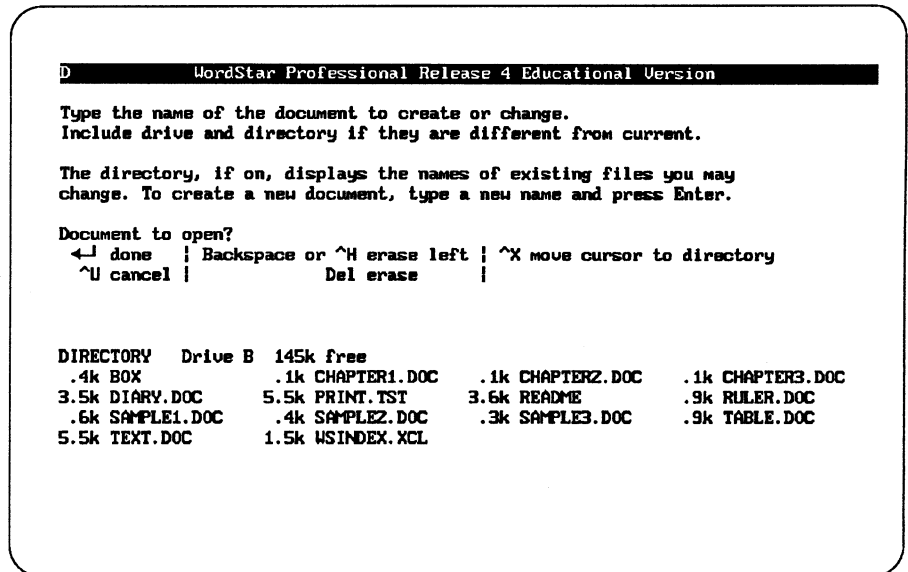 D WordStar Professional Release 4 Educational Version
Type the name of the document to create or change.
Include drive and directory if they are different from current.
The directory, if on, displays the names of existing files you may
change. To create a new document, type a new name and press Enter.
Document to open?
↵ done | Backspace or ^H erase left | ^X move cursor to directory
^U cancel | Del erase |
DIRECTORY Drive B 145k free
.4k BOX .1k CHAPTER1.DOC .1k CHAPTER2.DOC .1k CHAPTER3.DOC
3.5k DIARY.DOC 5.5k PRINT.TST 3.6k README .9k RULER.DOC
.6k SAMPLE1.DOC .4k SAMPLE2.DOC .3k SAMPLE3.DOC .9k TABLE.DOC
5.5k TEXT.DOC 1.5k WSINDEX.XCL